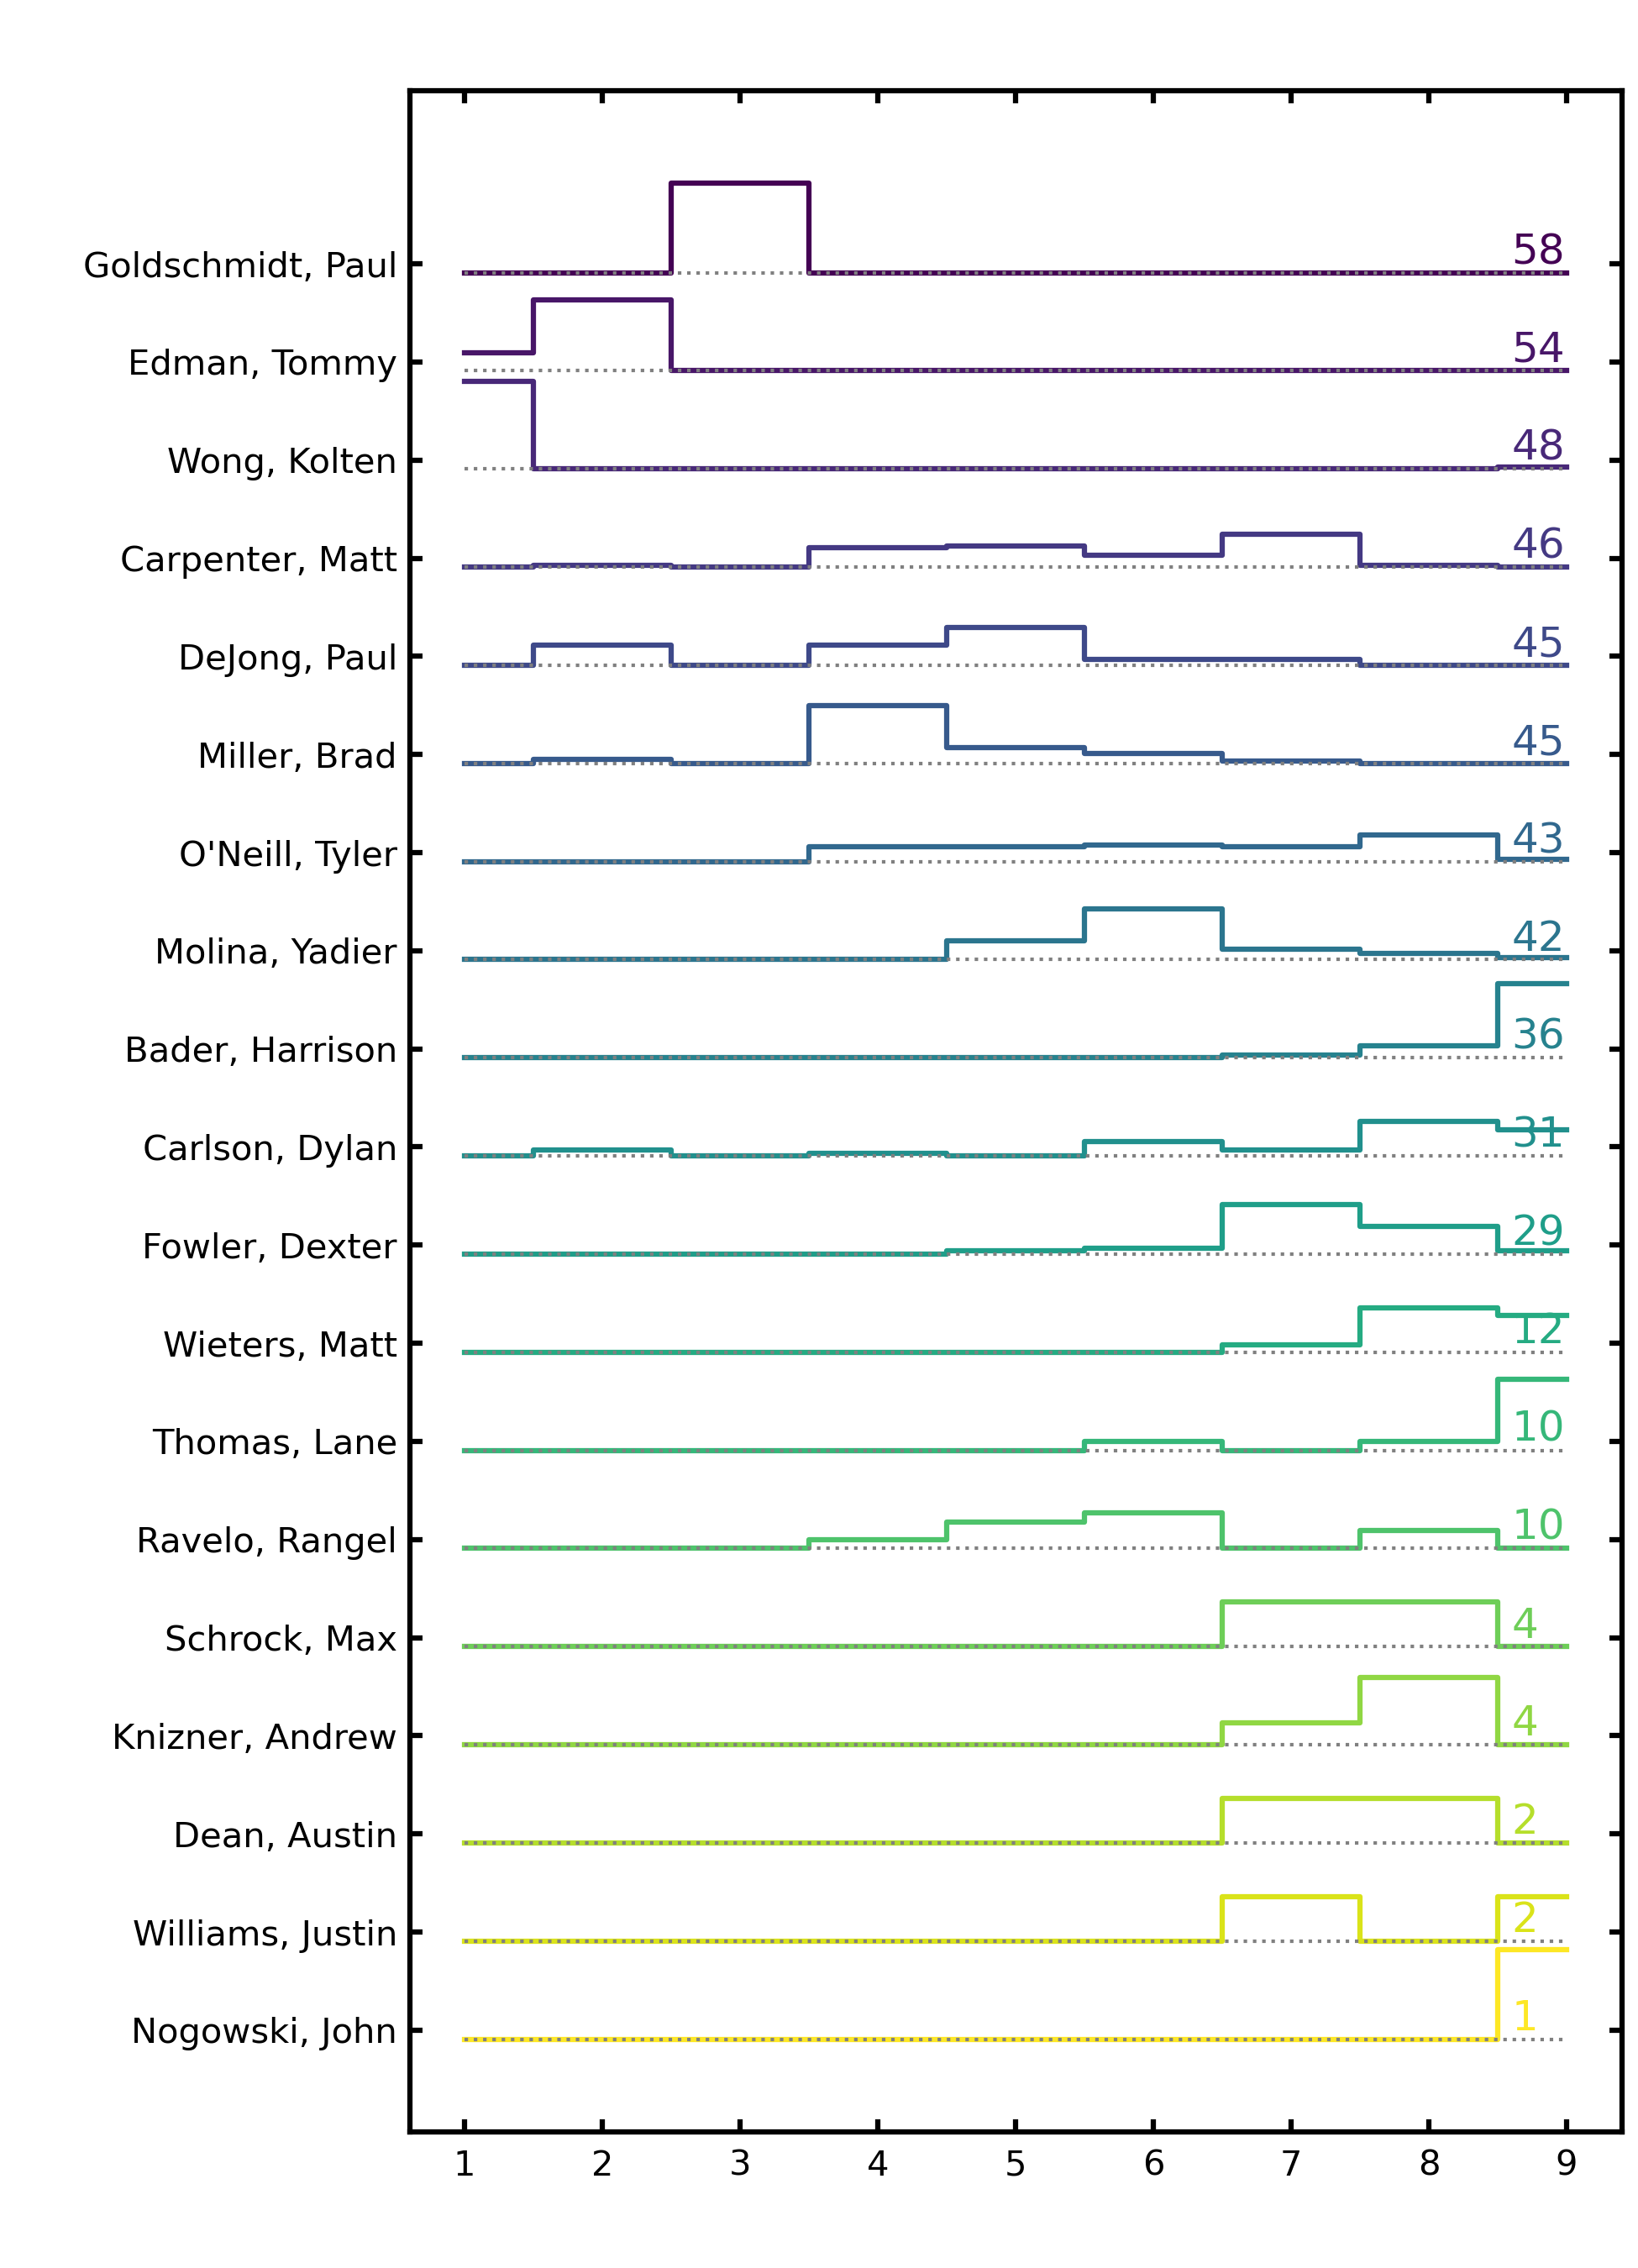 Goldschmidt, Paul 58
Edman, Tommy 54
Wong, Kolten 48
Carpenter, Matt 46
DeJong, Paul 45
Miller, Brad 45
O'Neill, Tyler 43
Molina, Yadier 42
Bader, Harrison 36
Carlson, Dylan 31
Fowler, Dexter 29
Wieters, Matt 12
Thomas, Lane 10
Ravelo, Rangel 10
Schrock, Max 4
Knizner, Andrew 4
Dean, Austin 2
Williams, Justin 2
Nogowski, John 1
1 2 3 4 5 6 7 8 9